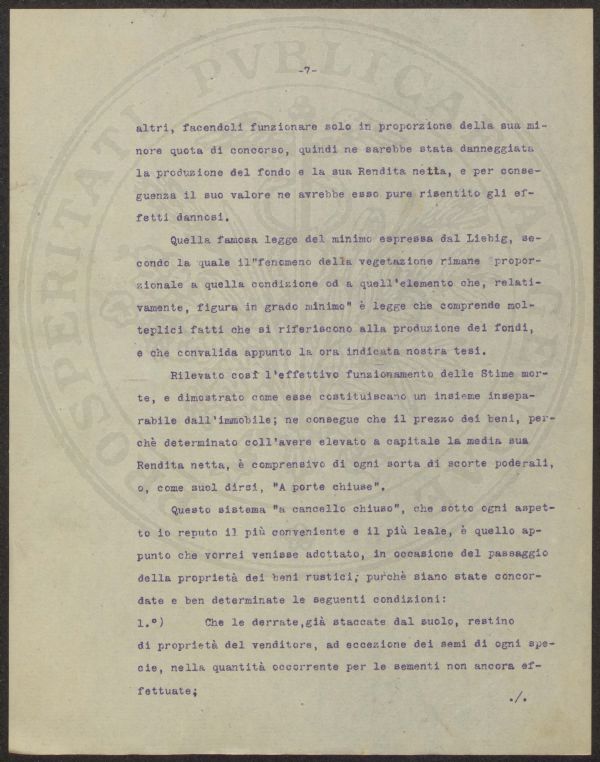 -7-
altri, facendoli funzionare solo in proporzione della sua mi-
nore quota di concorso, quindi ne sarebbe stata danneggiata
la produzione del fondo e la sua Rendita netta, e per conse-
guenza il suo valore ne avrebbe esso pure risentito gli ef-
fetti dannosi.
Quella famosa legge del minimo espressa dal Liebig, se-
condo la quale il"fenomeno della vegetazione rimane propor-
zionale a quella condizione od a quell'elemento che, relati-
vamente, figura in grado minimo" è legge che comprende mol-
teplici fatti che si riferiscono alla produzione dei fondi,
e che convalida appunto la ora indicata nostra tesi.
Rilevato così l'effettivo funzionamento delle Stime mor-
te, e dimostrato come esse costituiscano un insieme insepa-
rabile dall'immobile; ne consegue che il prezzo dei beni, per-
chè determinato coll'avere elevato a capitale la media sua
Rendita netta, è comprensivo di ogni sorta di scorte poderali,
o, come suol dirsi, "A porte chiuse".
Questo sistema "a cancello chiuso", che sotto ogni aspet-
to io reputo il più conveniente e il più leale, è quello ap-
punto che vorrei venisse adottato, in occasione del passaggio
della proprietà dei beni rustici; purchè siano state concor-
date e ben determinate le seguenti condizioni:
1.°) Che le derrate,già staccate dal suolo, restino
di proprietà del venditore, ad eccezione dei semi di ogni spe-
cie, nella quantità occorrente per le sementi non ancora ef-
fettuate;
./.